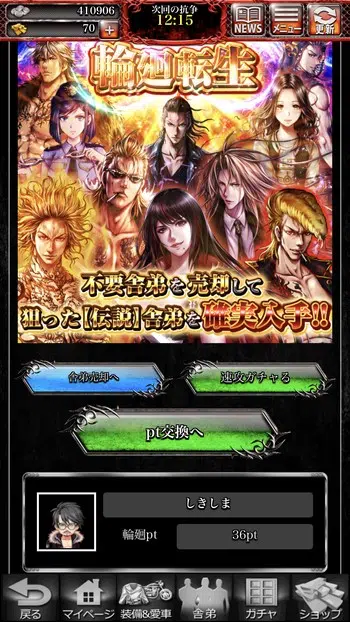 410906
70
次回の抗争
12:15
NEWS
メニュー
更新
輪廻転生
不要舎弟を売却して
狙った【伝説】舎弟を確実入手!!
舎弟売却へ
速攻ガチャる
pt交換へ
しきしま
輪廻pt
36pt
戻る
マイページ
装備&愛車
舎弟
ガチャ
ショップ